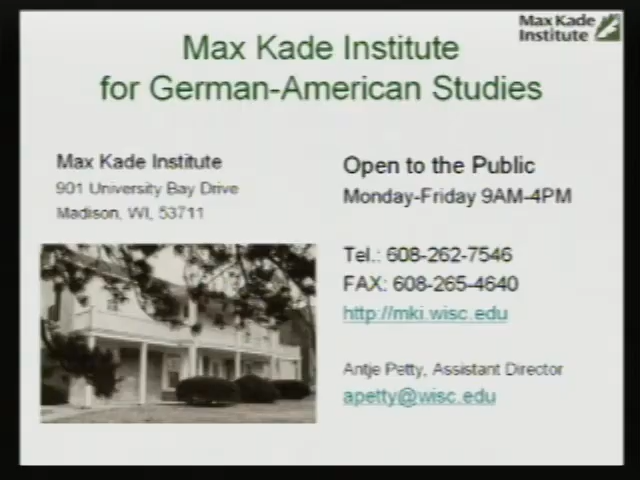 Max Kade
Institute
Max Kade Institute
for German-American Studies
Max Kade Institute
901 University Bay Drive
Madison, WI, 53711
Open to the Public
Monday-Friday 9AM-4PM
Tel.: 608-262-7546
FAX: 608-265-4640
http://mki.wisc.edu
Antje Petty, Assistant Director
apetty@wisc.edu